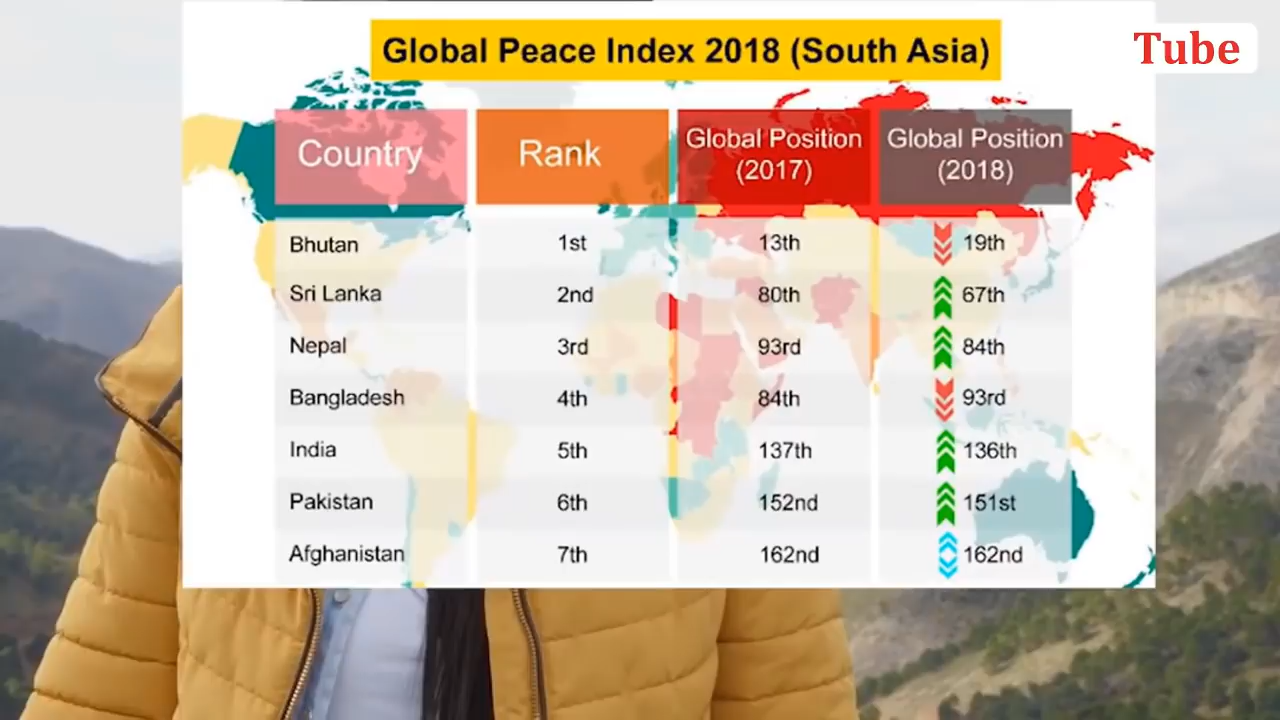 Global Peace Index 2018 (South Asia)
Tube
Country Rank Global Position (2017) Global Position (2018)
Bhutan 1st 13th 19th
Sri Lanka 2nd 80th 67th
Nepal 3rd 93rd 84th
Bangladesh 4th 84th 93rd
India 5th 137th 136th
Pakistan 6th 152nd 151st
Afghanistan 7th 162nd 162nd